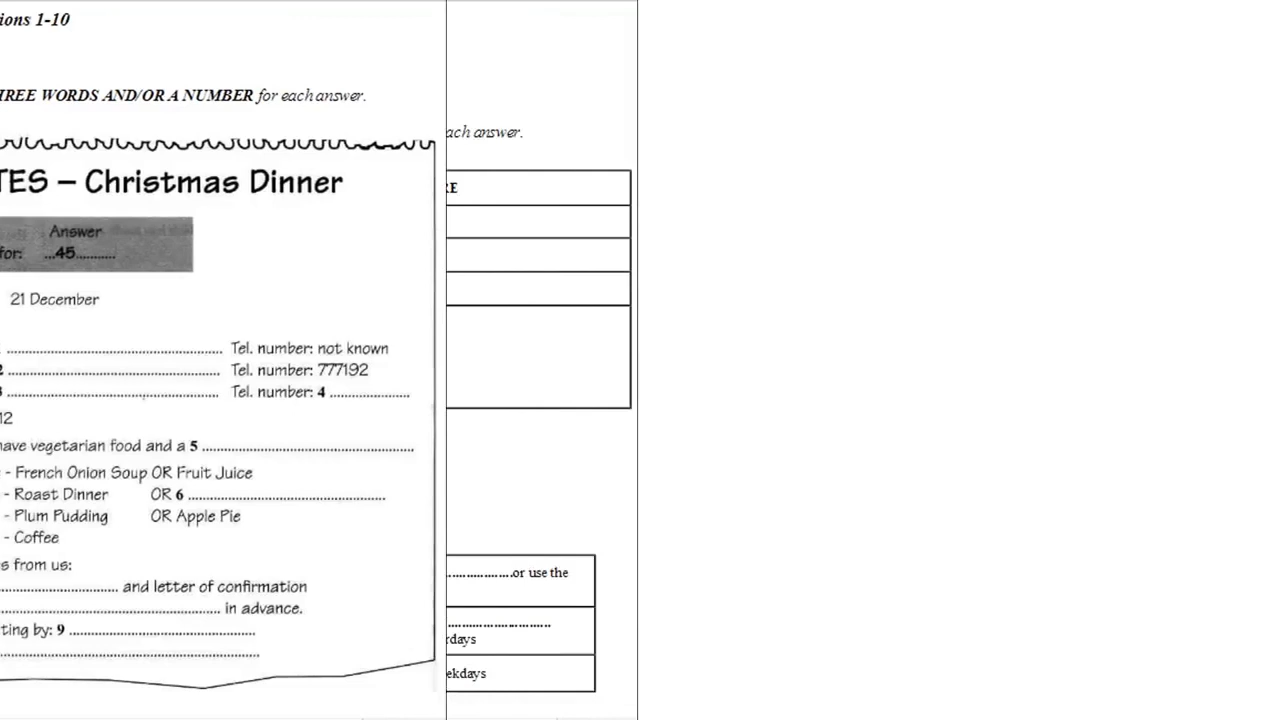 ions 1-10
IREE WORDS AND/OR A NUMBER for each answer.
TES – Christmas Dinner
Answer
for: ...45...........
21 December
.......................................................................... Tel. number: not known
2 ......................................................................... Tel. number: 777192
3 ......................................................................... Tel. number: 4 ...........................
12
have vegetarian food and a 5 .........................................................................
- French Onion Soup OR Fruit Juice
- Roast Dinner OR 6 ....................................................................
- Plum Pudding OR Apple Pie
- Coffee
s from us:
........................................ and letter of confirmation
.......................................................................... in advance.
ting by: 9 ................................................................
.......................................................................................
ach answer.
RE
....................or use the
..............................
rdays
ekdays